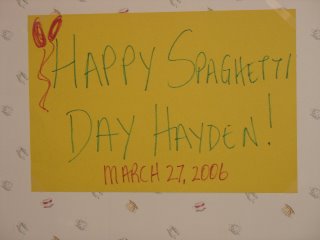 HAPPY SPAGHETTI
DAY HAYDEN!
MARCH 27, 2006